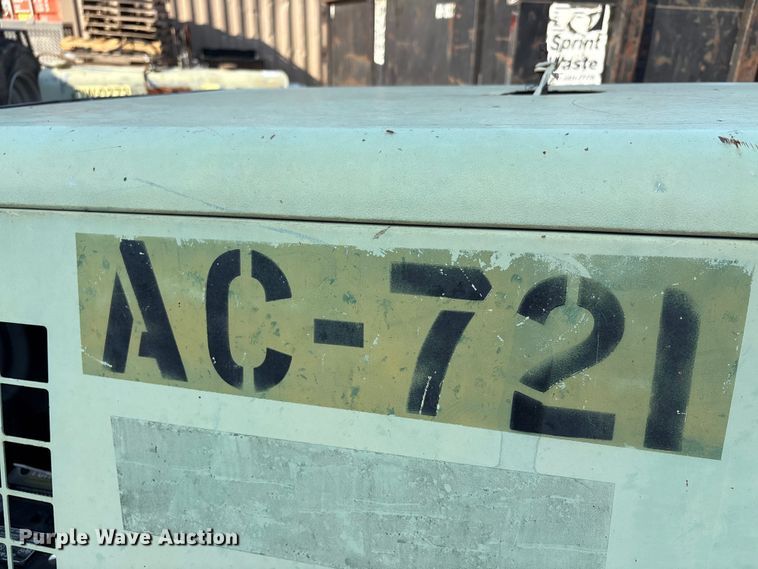 Sprint
Waste
AC-721
Purple Wave Auction